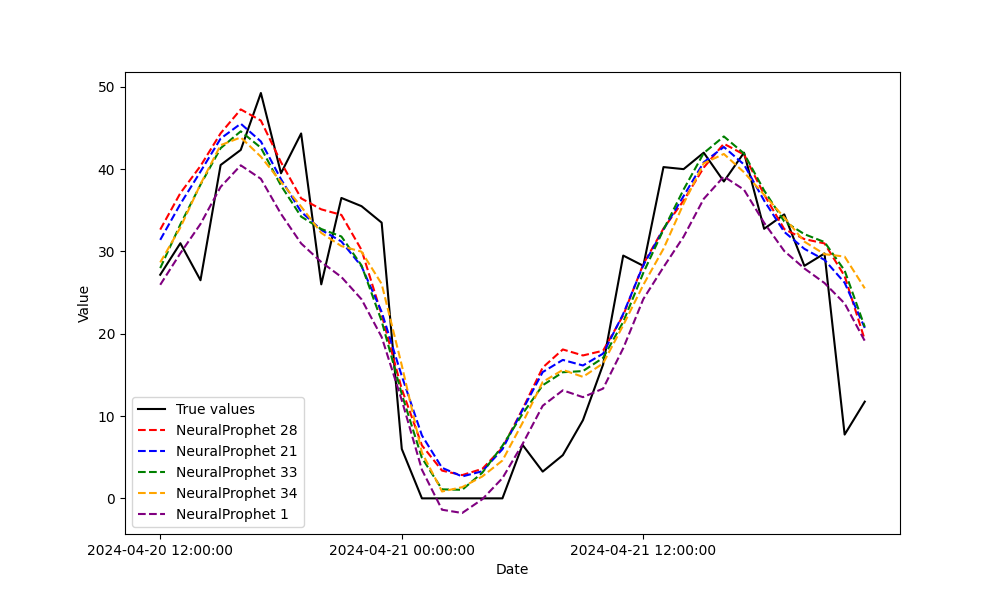 50
40
30
20
10
0
Value
True values
NeuralProphet 28
NeuralProphet 21
NeuralProphet 33
NeuralProphet 34
NeuralProphet 1
2024-04-20 12:00:00
2024-04-21 00:00:00
2024-04-21 12:00:00
Date